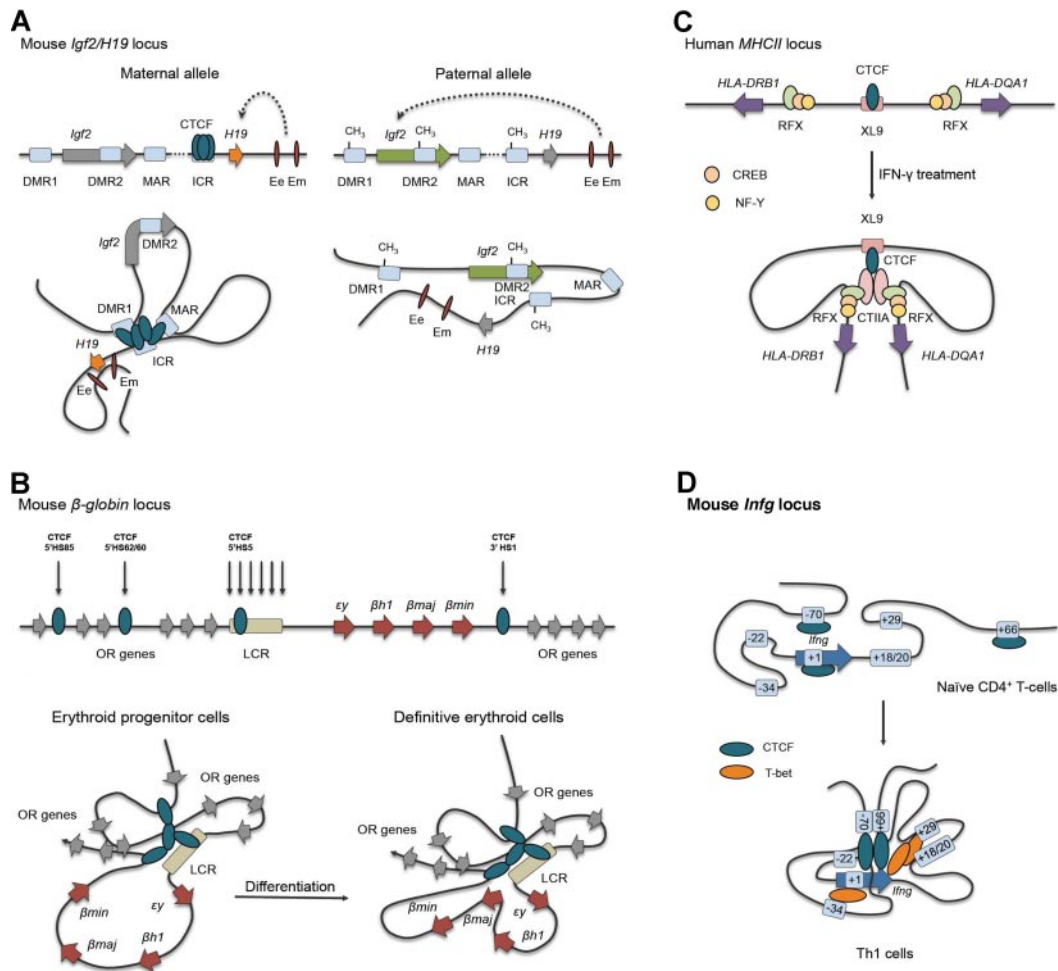 A
Mouse Igf2/H19 locus
Maternal allele
Paternal allele
CTCF
Igf2
H19
DMR1
DMR2
MAR
ICR
Ee Em
CH3
Igf2
CH3
CH3
H19
DMR1
DMR2
MAR
ICR
Ee Em
Igf2
DMR2
DMR1
MAR
H19
ICR
Ee
Em
CH3
Igf2
CH3
DMR1
DMR2
ICR
MAR
Ee
Em
CH3
H19
B
Mouse β-globin locus
CTCF
5'HS85
CTCF
5'HS62/60
CTCF
5'HS5
CTCF
3' HS1
εy
βh1
βmaj
βmin
OR genes
LCR
OR genes
Erythroid progenitor cells
Definitive erythroid cells
OR genes
OR genes
LCR
εy
βmin
βmaj
βh1
Differentiation
OR genes
OR genes
LCR
εy
βmin
βmaj
βh1
C
Human MHCII locus
HLA-DRB1
CTCF
HLA-DQA1
RFX
XL9
RFX
CREB
NF-Y
IFN-γ treatment
XL9
CTCF
RFX
CTIIA
RFX
HLA-DRB1
HLA-DQA1
D
Mouse Infg locus
-70
Ifng
+29
+66
-22
+1
+18/20
-34
Naïve CD4+ T-cells
CTCF
T-bet
-70
+66
+29
-22
+18/20
+1
Ifng
-34
Th1 cells